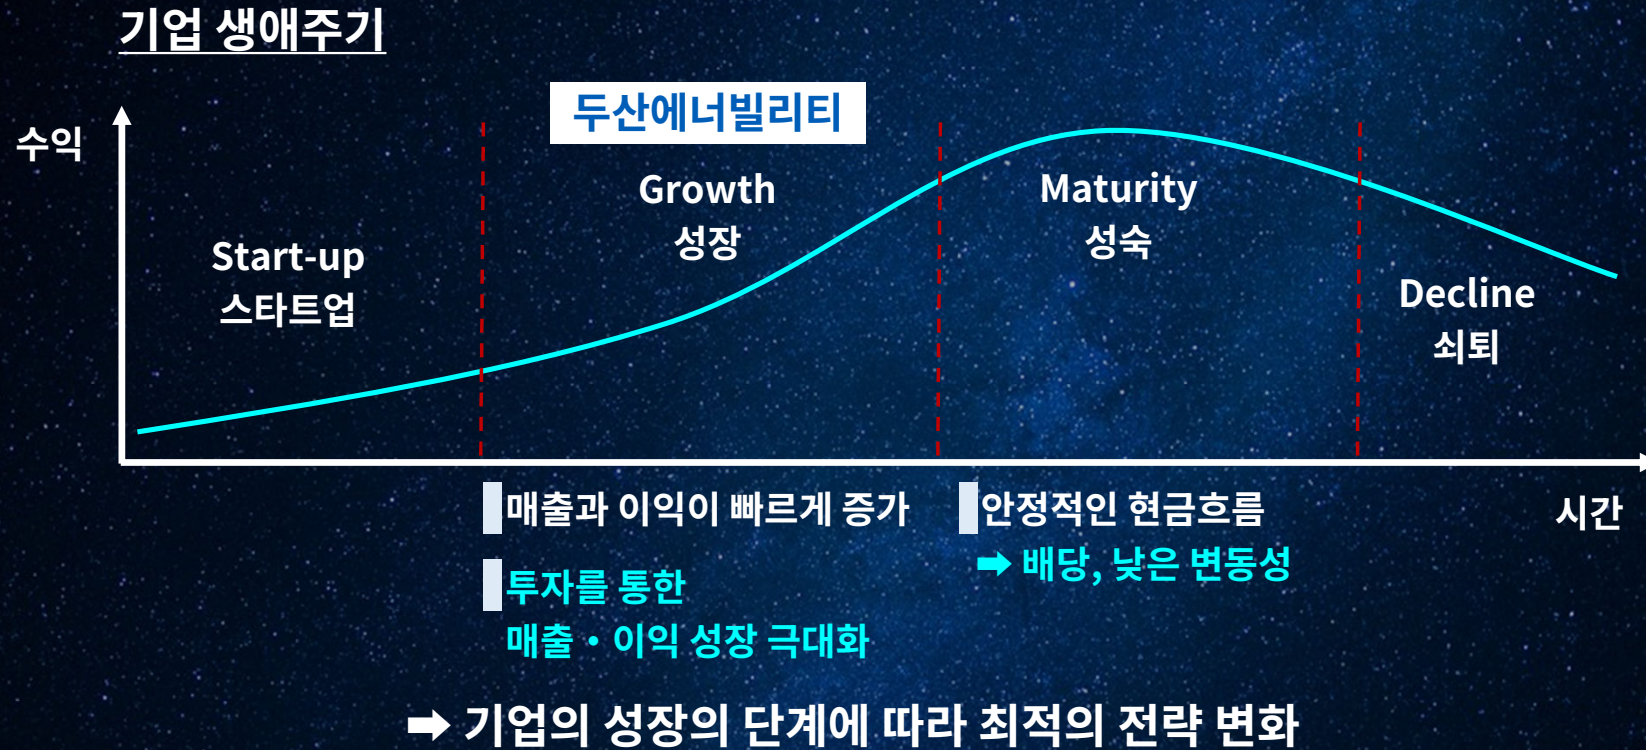 기업 생애주기
수익
두산에너빌리티
Start-up
스타트업
Growth
성장
Maturity
성숙
Decline
쇠퇴
시간
매출과 이익이 빠르게 증가
투자를 통한
매출・이익 성장 극대화
안정적인 현금흐름
➡ 배당, 낮은 변동성
➡ 기업의 성장의 단계에 따라 최적의 전략 변화